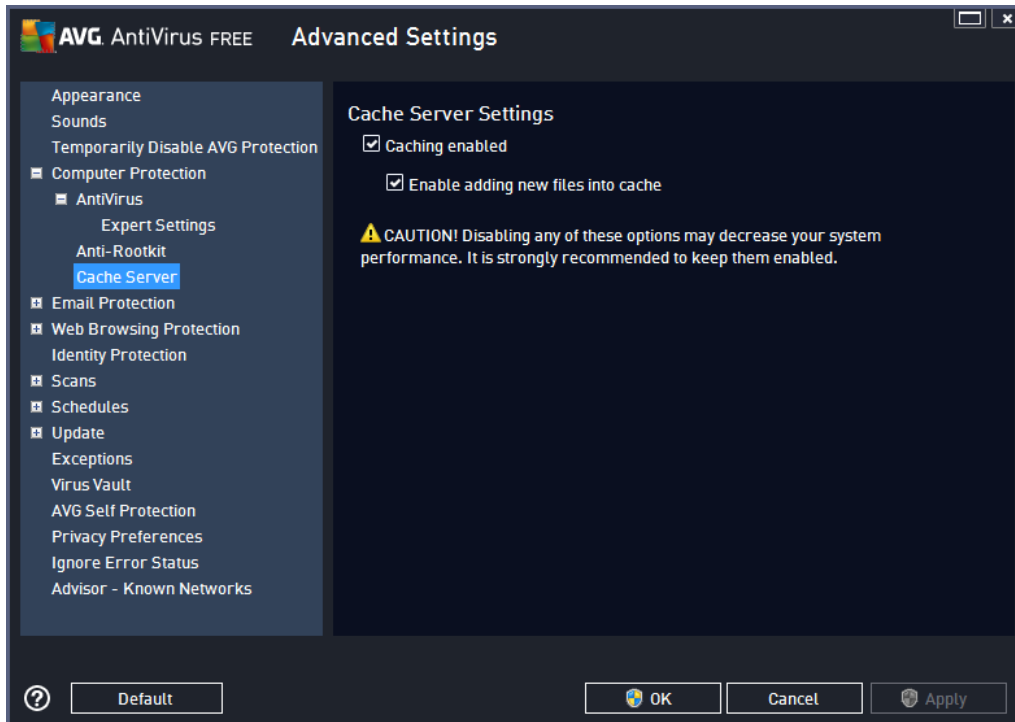 AVG. AntiVirus FREE Advanced Settings
Appearance
Sounds
Temporarily Disable AVG Protection
Computer Protection
AntiVirus
Expert Settings
Anti-Rootkit
Cache Server
Email Protection
Web Browsing Protection
Identity Protection
Scans
Schedules
Update
Exceptions
Virus Vault
AVG Self Protection
Privacy Preferences
Ignore Error Status
Advisor - Known Networks
Cache Server Settings
Caching enabled
Enable adding new files into cache
CAUTION! Disabling any of these options may decrease your system
performance. It is strongly recommended to keep them enabled.
? Default OK Cancel Apply